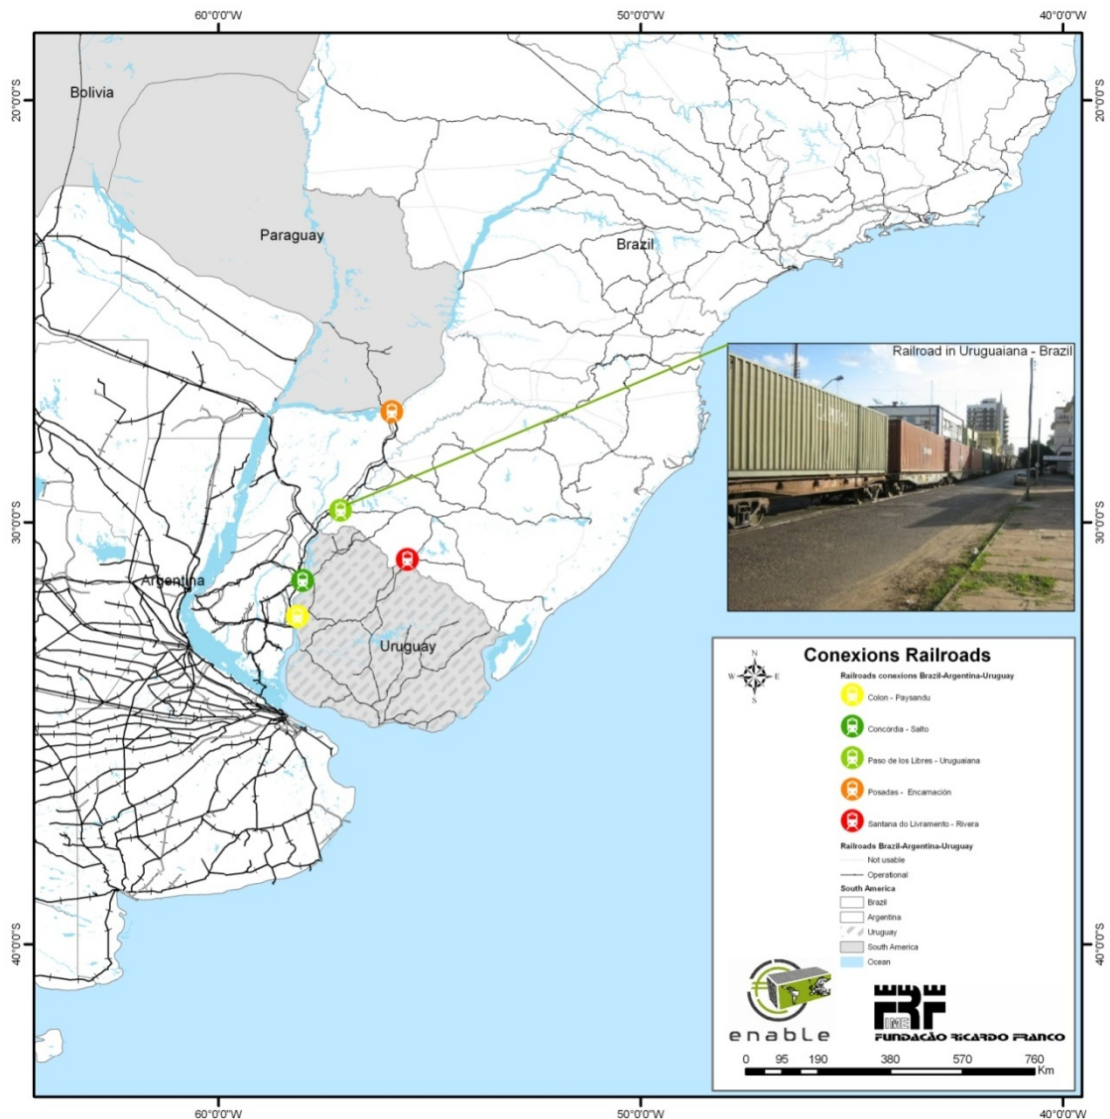 60°0'0"W
50°0'0"W
40°0'0"W
20°0'0"S
20°0'0"S
Bolivia
Paraguay
Brazil
Railroad in Uruguaiana - Brazil
30°0'0"S
30°0'0"S
Argentina
Uruguay
Conexions Railroads
N
W
E
S
Railroads conexions Brazil-Argentina-Uruguay
Colon - Paysandu
Concórdia - Salto
Paso de los Libres - Uruguaiana
Posadas - Encarnación
Santana do Livramento - Rivera
Railroads Brazil-Argentina-Uruguay
Not usable
Operational
South America
Brazil
Argentina
Uruguay
South America
Ocean
40°0'0"S
40°0'0"S
enable
FRF
IME
FUNDAÇÃO RICARDO FRANCO
0 95 190 380 570 760
Km
60°0'0"W
50°0'0"W
40°0'0"W